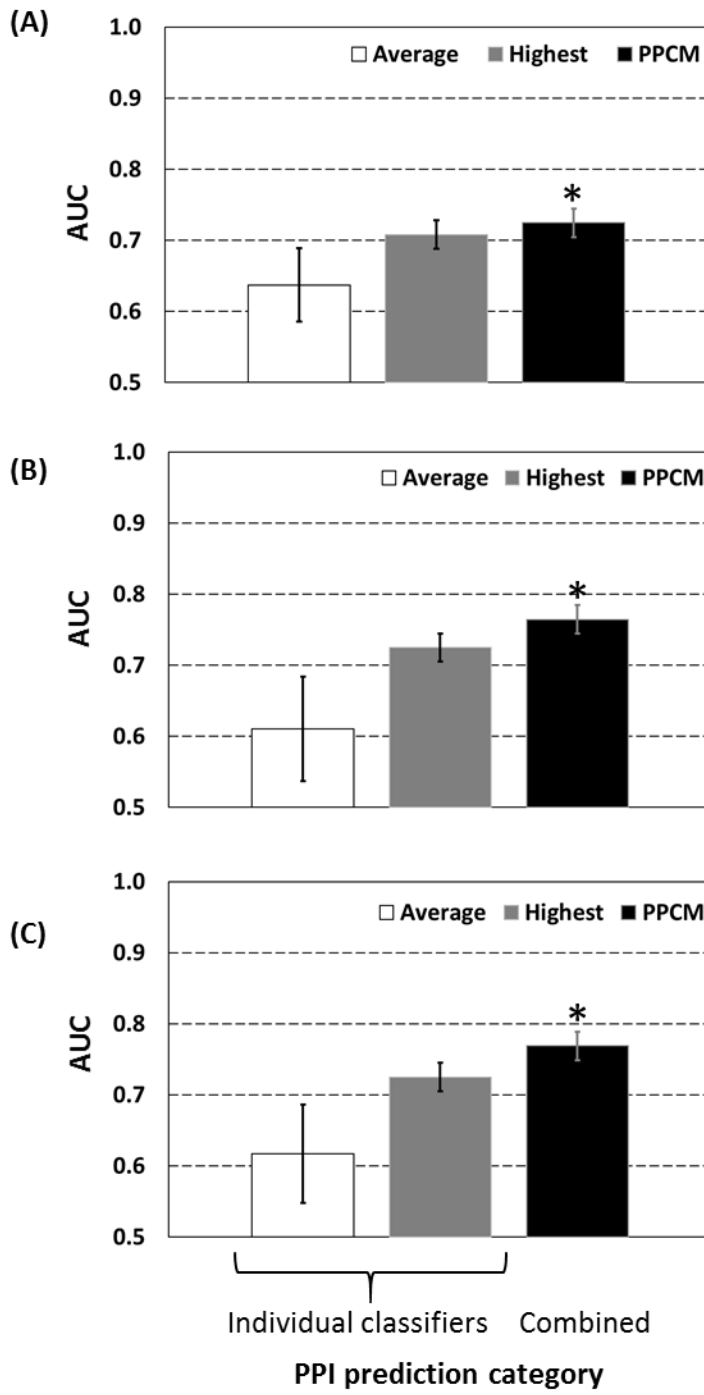 (A)
1.0
0.9
0.8
0.7
0.6
0.5
AUC
Average Highest PPCM
*
(B)
1.0
0.9
0.8
0.7
0.6
0.5
AUC
Average Highest PPCM
*
(C)
1.0
0.9
0.8
0.7
0.6
0.5
AUC
Average Highest PPCM
*
Individual classifiers Combined
PPI prediction category